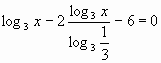 log₃ x − 2 log₃ x / log₃ 1/3 − 6 = 0